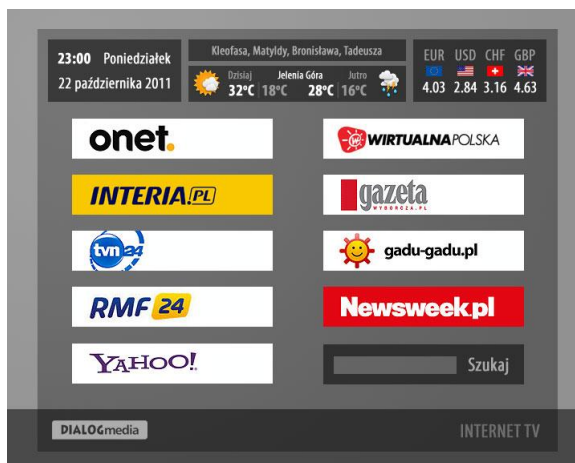 23:00 Poniedziałek
22 października 2011
Kleofasa, Matyldy, Bronisława, Tadeusza
Dzisiaj Jelenia Góra Jutro
32°C 18°C 28°C 16°C
EUR USD CHF GBP
4.03 2.84 3.16 4.63
onet.
WIRTUALNAPOLSKA
INTERIA.PL
gazeta
WYBORCZA.PL
tvn24
gadu-gadu.pl
RMF 24
Newsweek.pl
YAHOO!
Szukaj
DIALOGmedia
INTERNET TV